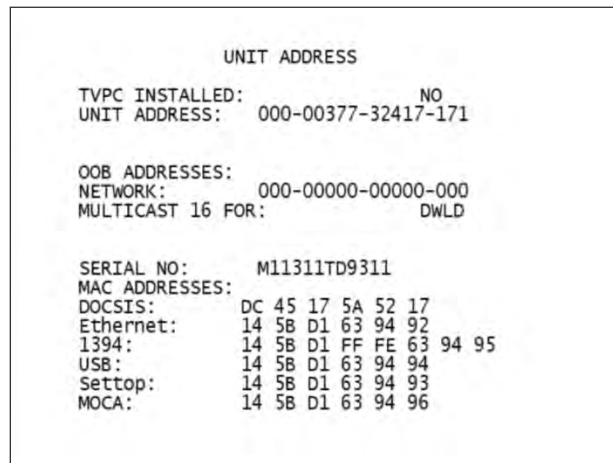 UNIT ADDRESS
TVPC INSTALLED: NO
UNIT ADDRESS: 000-00377-32417-171
OOB ADDRESSES:
NETWORK: 000-00000-00000-000
MULTICAST 16 FOR: DWLD
SERIAL NO: M11311TD9311
MAC ADDRESSES:
DOCSIS: DC 45 17 5A 52 17
Ethernet: 14 5B D1 63 94 92
1394: 14 5B D1 FF FE 63 94 95
USB: 14 5B D1 63 94 94
Settop: 14 5B D1 63 94 93
MOCA: 14 5B D1 63 94 96